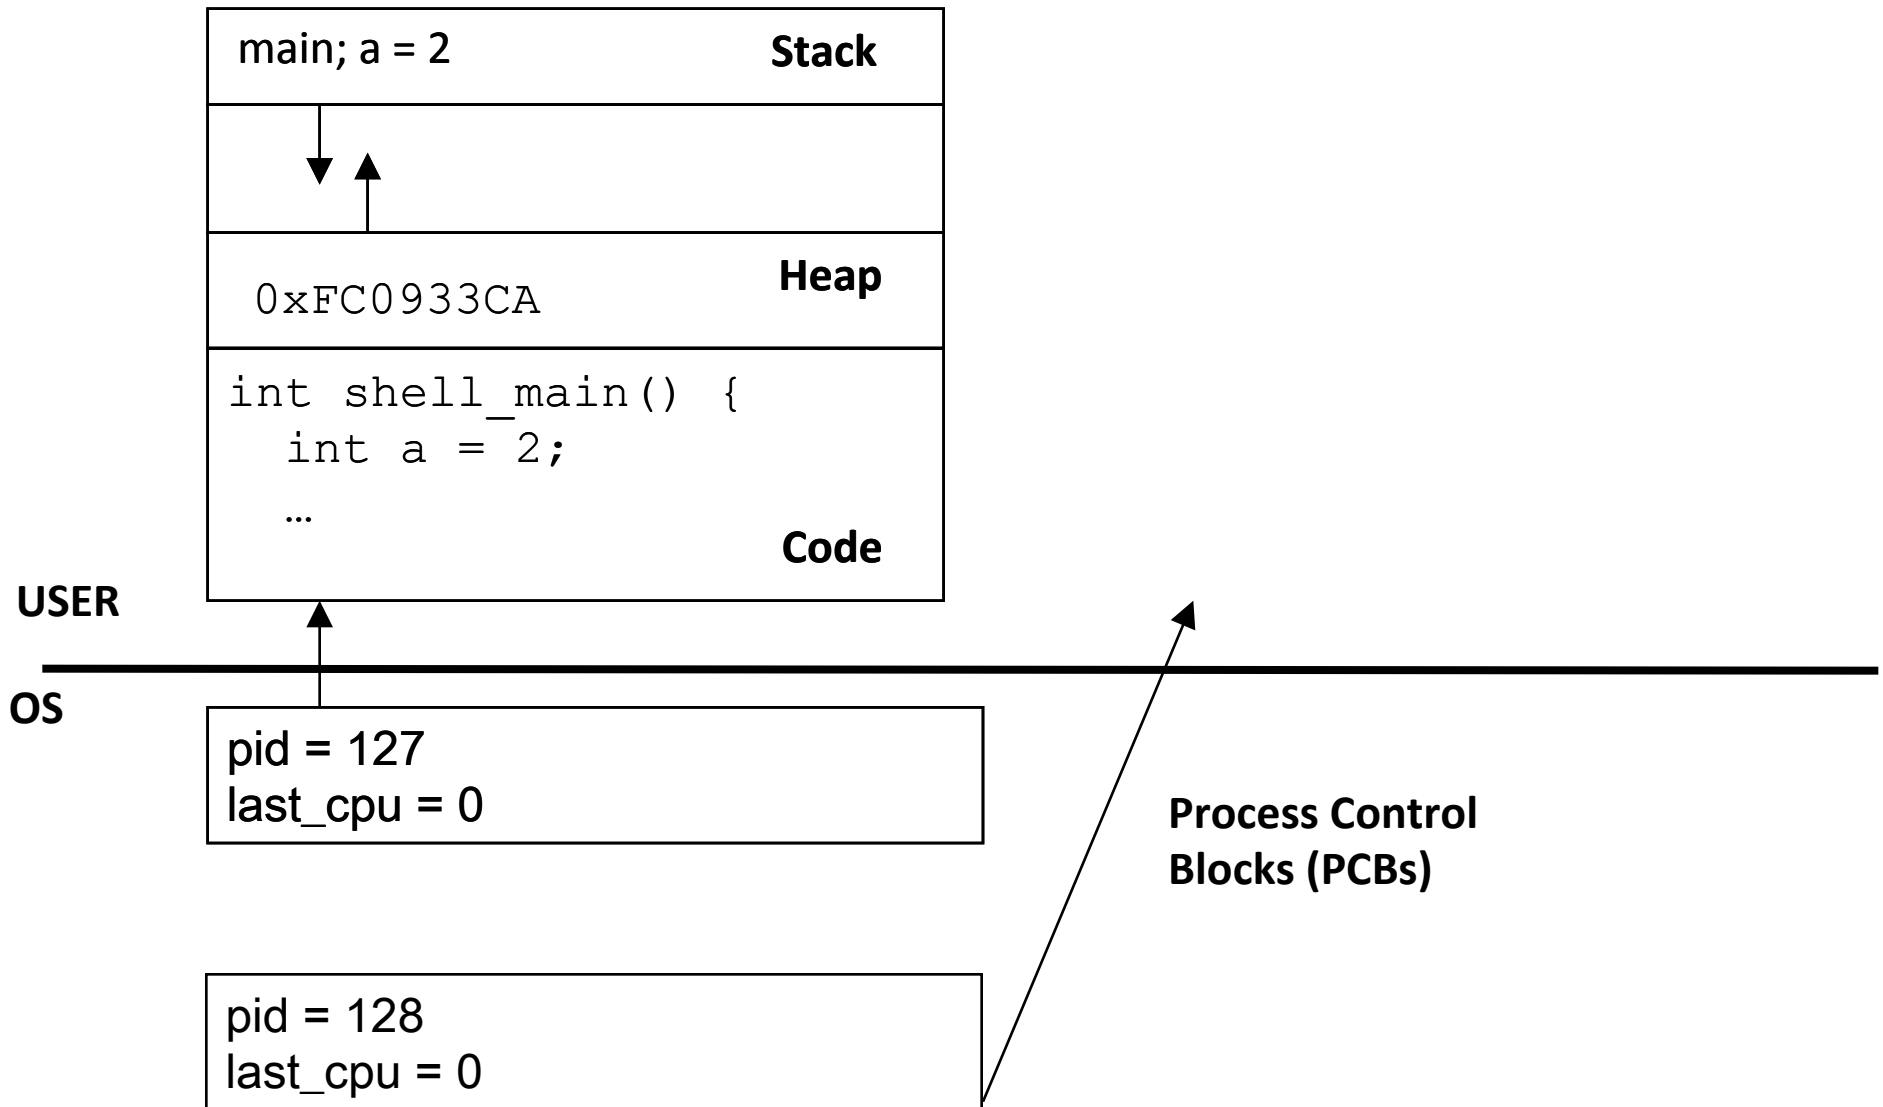 main; a = 2
Stack
Heap
0xFC0933CA
int shell_main() {
int a = 2;
…
Code
USER
OS
pid = 127
last_cpu = 0
Process Control
Blocks (PCBs)
pid = 128
last_cpu = 0